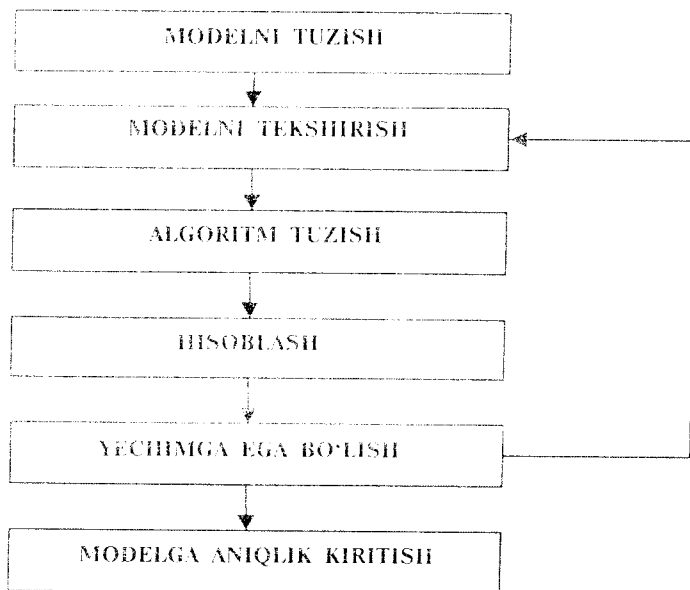 MODELNI TUZISH
MODELNI TEKSHIRISH
ALGORITM TUZISH
HISOBLASH
YECHIMGA EGA BO‘LISH
MODELGA ANIQLIK KIRITISH